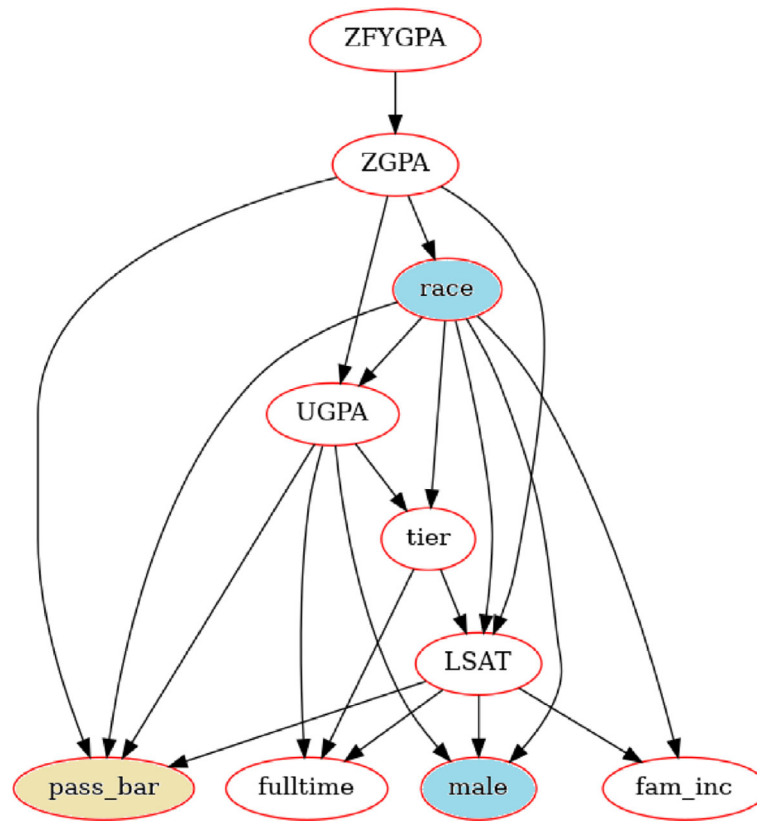 ZFYGPA
ZGPA
race
UGPA
tier
LSAT
pass_bar fulltime male fam_inc